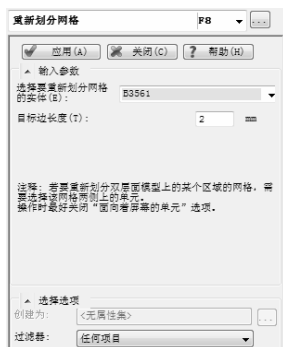 重新划分网格 F8 ...
应用(A) 关闭(C) ? 帮助(H)
输入参数
选择要重新划分网格
的实体(E): B3561
目标边长度(T): 2 mm
注释: 若要重新划分双层面模型上的某个区域的网格, 需
要选择该网格两侧上的单元。
操作时最好关闭“面向着屏幕的单元”选项。
选择选项
创建为: <无属性集> ...
过滤器: 任何项目